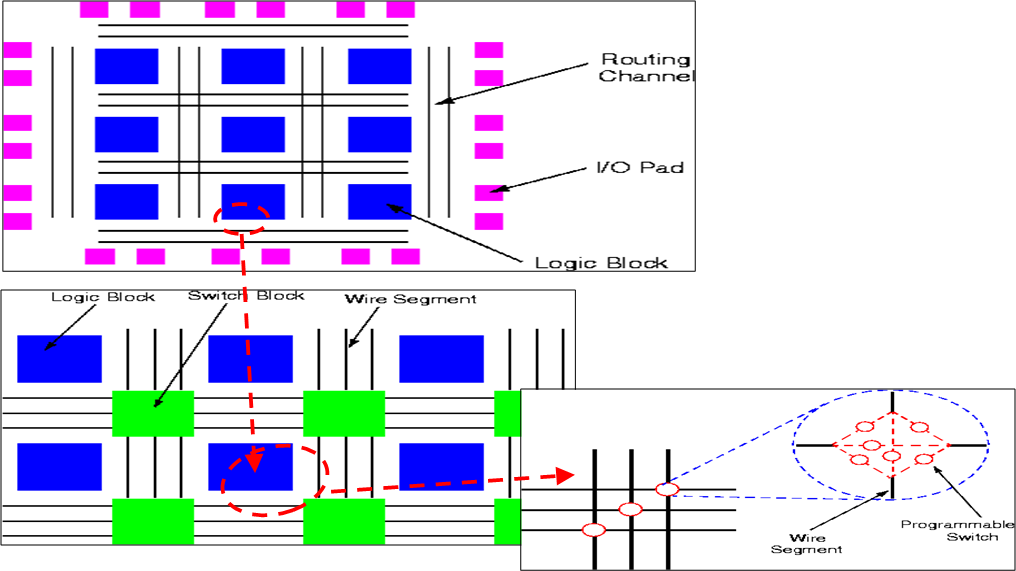 Routing
Channel
I/O Pad
Logic Block
Logic Block
Switch Block
Wire Segment
Programmable
Switch
Wire
Segment